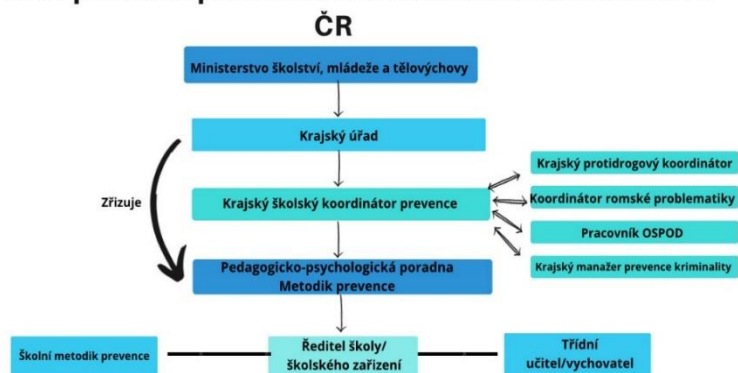 ČR
Ministerstvo školství, mládeže a tělovýchovy
Krajský úřad
Zřizuje
Krajský školský koordinátor prevence
Krajský protidrogový koordinátor
Koordinátor romské problematiky
Pracovník OSPOD
Krajský manažer prevence kriminality
Pedagogicko-psychologická poradna
Metodik prevence
Školní metodik prevence
Ředitel školy/
školského zařízení
Třídní
učitel/vychovatel